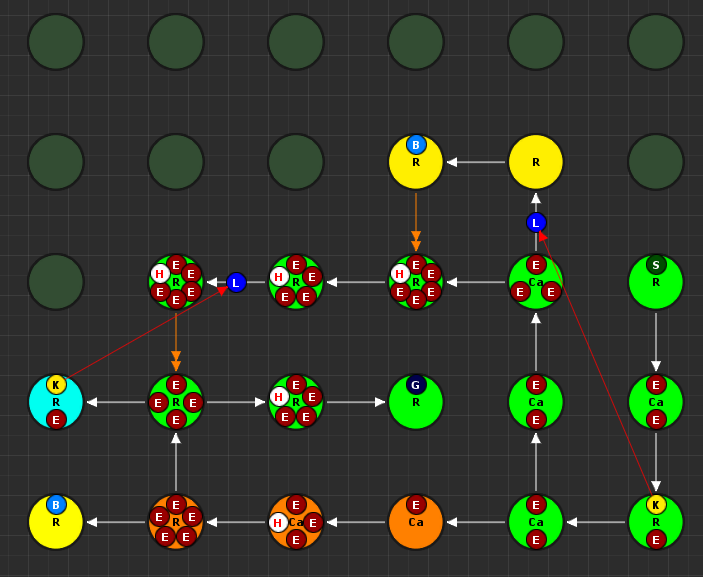 B
R R
L
E E E E S
H E H E H E
R L R R Ca R
E E E E E E E E
E E
K E E G E E
H E
R E R E R R Ca Ca
E E E E E E
B E E E E K
E E
R R H Ca E Ca Ca R
E E E E E